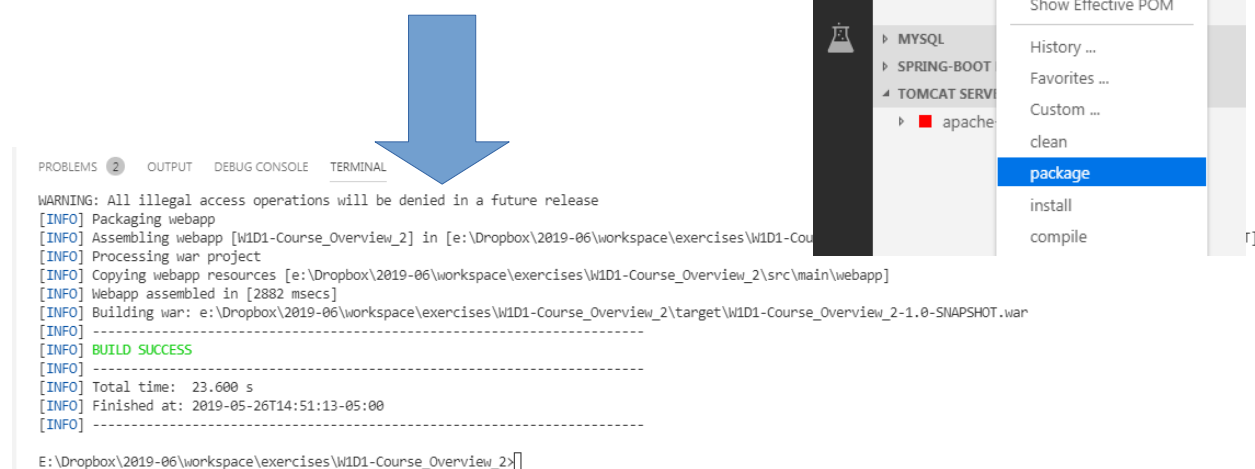 Show Effective POM
MYSQL
SPRING-BOOT
TOMCAT SERVE
apache-
History ...
Favorites ...
Custom ...
clean
package
install
compile
PROBLEMS 2 OUTPUT DEBUG CONSOLE TERMINAL
WARNING: All illegal access operations will be denied in a future release
[INFO] Packaging webapp
[INFO] Assembling webapp [W1D1-Course_Overview_2] in [e:\Dropbox\2019-06\workspace\exercises\W1D1-Cou T]
[INFO] Processing war project
[INFO] Copying webapp resources [e:\Dropbox\2019-06\workspace\exercises\W1D1-Course_Overview_2\src\main\webapp]
[INFO] Webapp assembled in [2882 msecs]
[INFO] Building war: e:\Dropbox\2019-06\workspace\exercises\W1D1-Course_Overview_2\target\W1D1-Course_Overview_2-1.0-SNAPSHOT.war
[INFO] ------------------------------------------------------------------------
[INFO] BUILD SUCCESS
[INFO] ------------------------------------------------------------------------
[INFO] Total time:  23.600 s
[INFO] Finished at: 2019-05-26T14:51:13-05:00
[INFO] ------------------------------------------------------------------------
E:\Dropbox\2019-06\workspace\exercises\W1D1-Course_Overview_2>